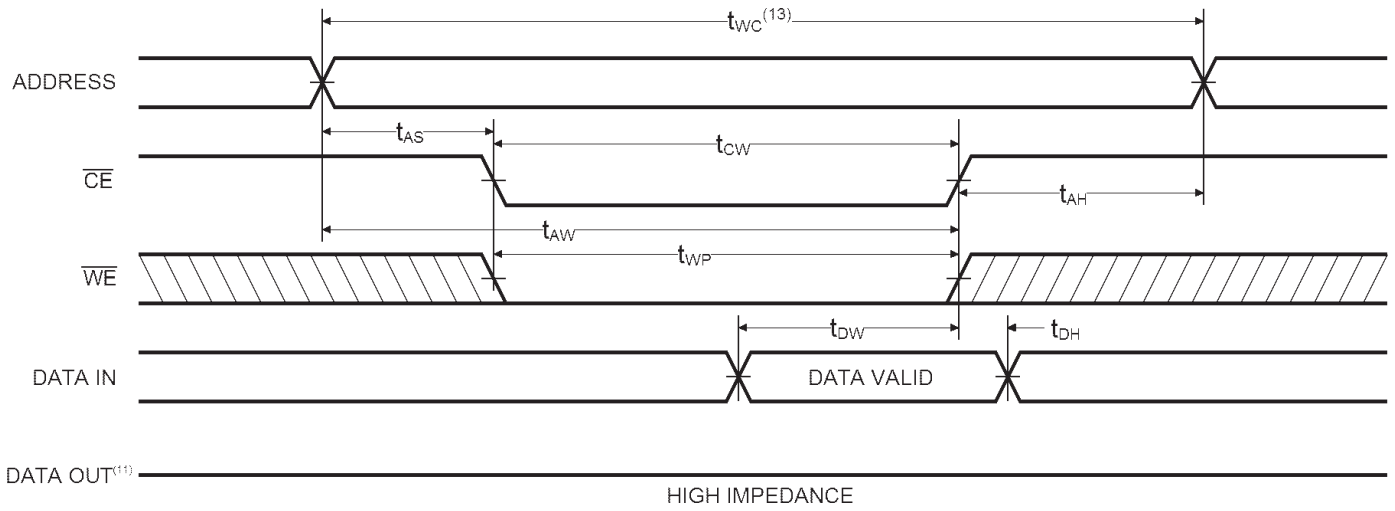 tWC(13)
ADDRESS
tAS
tCW
CE
tAH
tAW
WE
tWP
tDW
tDH
DATA IN
DATA VALID
DATA OUT(11)
HIGH IMPEDANCE